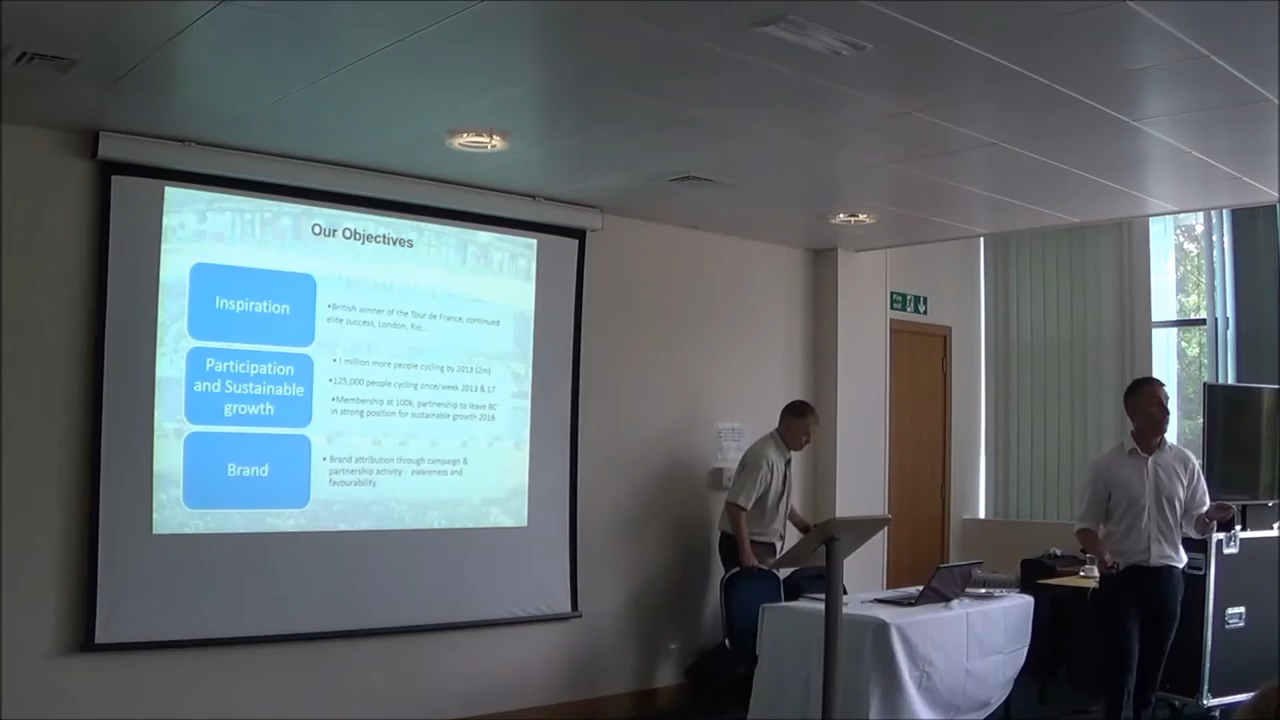 Our Objectives
Inspiration
•British winner of the Tour de France, continued
elite success, London, Rio...
Participation
and Sustainable
growth
• 1 million more people cycling by 2013 (2m)
•125,000 people cycling once/week 2013 & 17
•Membership at 100k, partnership to leave BC
in strong position for sustainable growth 2016
Brand
• Brand attribution through campaign &
partnership activity - awareness and
favourability
Fire
exit